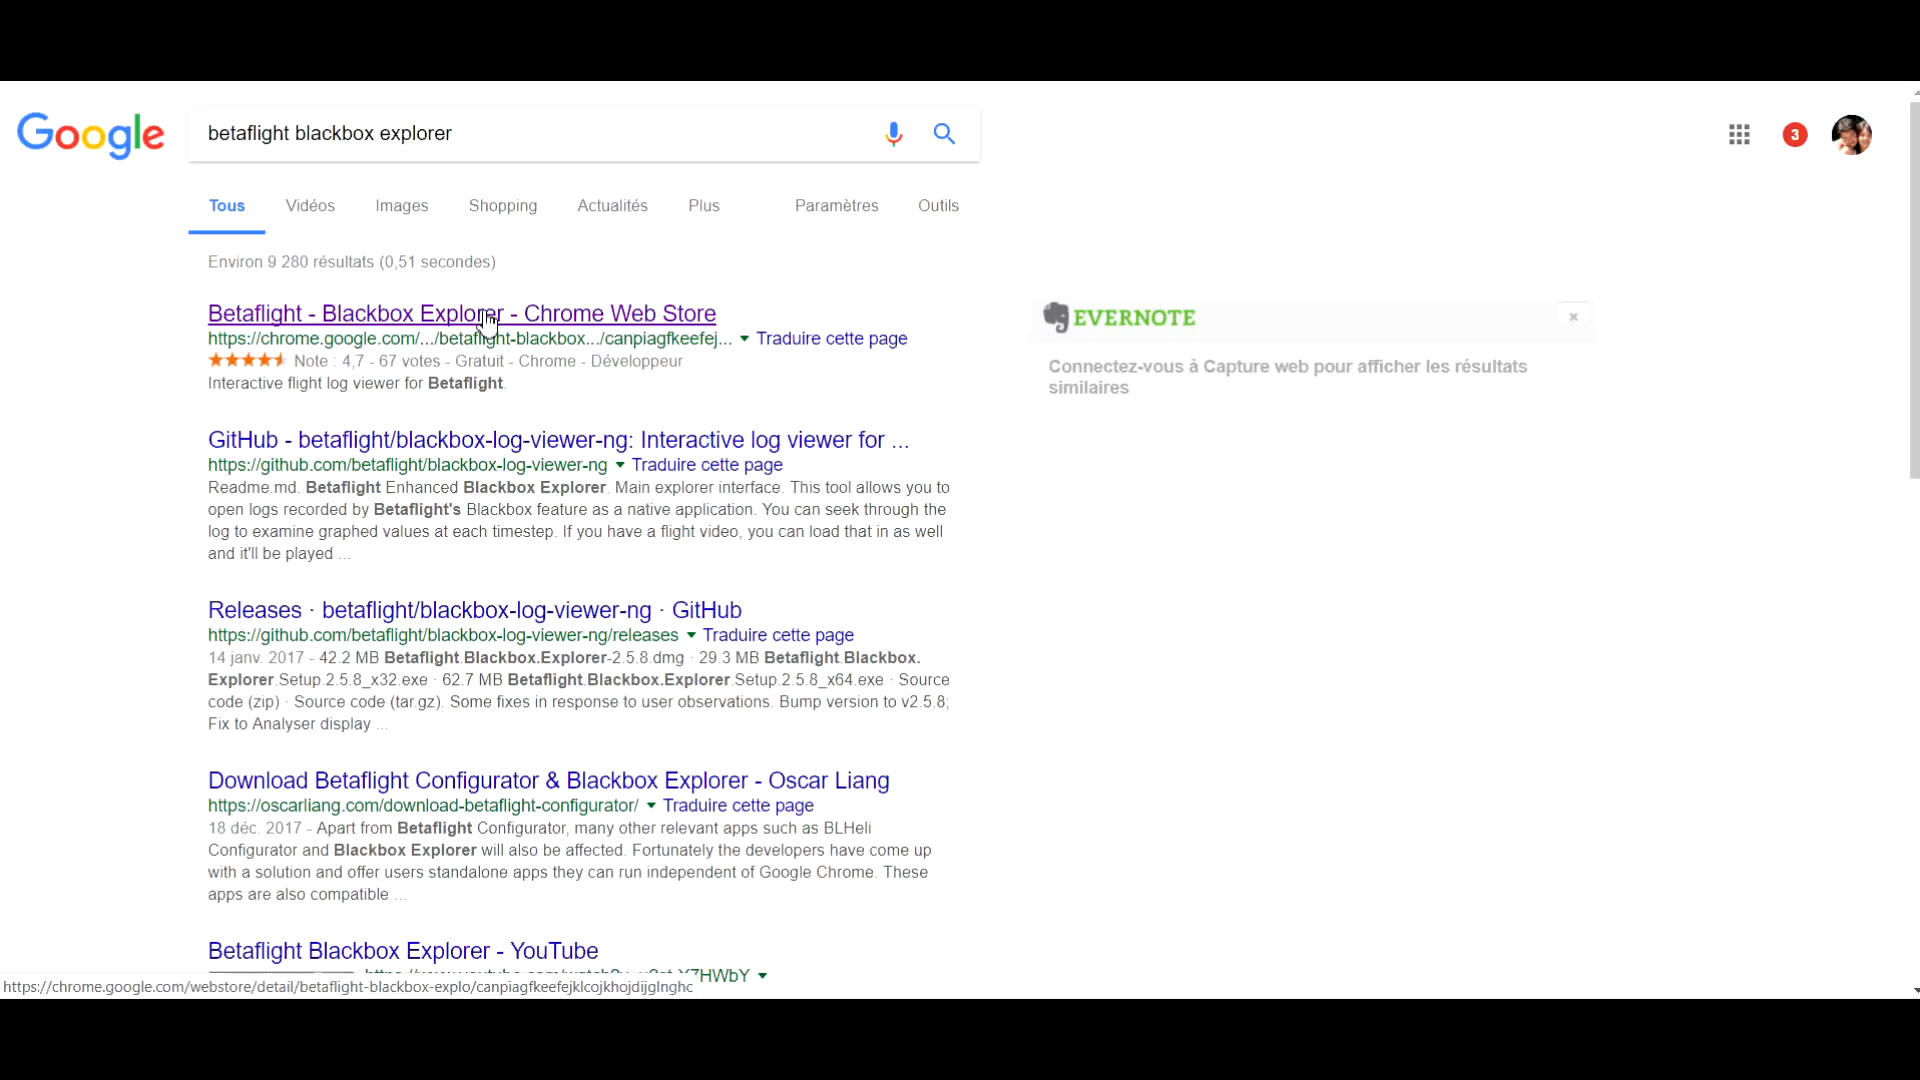 Google
betaflight blackbox explorer
3
Tous Vidéos Images Shopping Actualités Plus Paramètres Outils
Environ 9 280 résultats (0,51 secondes)
Betaflight - Blackbox Explorer - Chrome Web Store
https://chrome.google.com/.../betaflight-blackbox.../canpiagfkeefej... ▼ Traduire cette page
Note : 4,7 - 67 votes - Gratuit - Chrome - Développeur
Interactive flight log viewer for Betaflight.
EVERNOTE
×
Connectez-vous à Capture web pour afficher les résultats
similaires
GitHub - betaflight/blackbox-log-viewer-ng: Interactive log viewer for ...
https://github.com/betaflight/blackbox-log-viewer-ng ▼ Traduire cette page
Readme.md. Betaflight Enhanced Blackbox Explorer. Main explorer interface. This tool allows you to
open logs recorded by Betaflight's Blackbox feature as a native application. You can seek through the
log to examine graphed values at each timestep. If you have a flight video, you can load that in as well
and it'll be played ...
Releases · betaflight/blackbox-log-viewer-ng · GitHub
https://github.com/betaflight/blackbox-log-viewer-ng/releases ▼ Traduire cette page
14 janv. 2017 - 42.2 MB Betaflight.Blackbox.Explorer-2.5.8.dmg · 29.3 MB Betaflight.Blackbox.
Explorer.Setup.2.5.8_x32.exe · 62.7 MB Betaflight.Blackbox.Explorer.Setup.2.5.8_x64.exe · Source
code (zip) · Source code (tar.gz). Some fixes in response to user observations. Bump version to v2.5.8;
Fix to Analyser display ...
Download Betaflight Configurator & Blackbox Explorer - Oscar Liang
https://oscarliang.com/download-betaflight-configurator/ ▼ Traduire cette page
18 déc. 2017 - Apart from Betaflight Configurator, many other relevant apps such as BLHeli
Configurator and Blackbox Explorer will also be affected. Fortunately the developers have come up
with a solution and offer users standalone apps they can run independent of Google Chrome. These
apps are also compatible ...
Betaflight Blackbox Explorer - YouTube
https://chrome.google.com/webstore/detail/betaflight-blackbox-explo/canpiagfkeefejklcojkhojdijglnghc